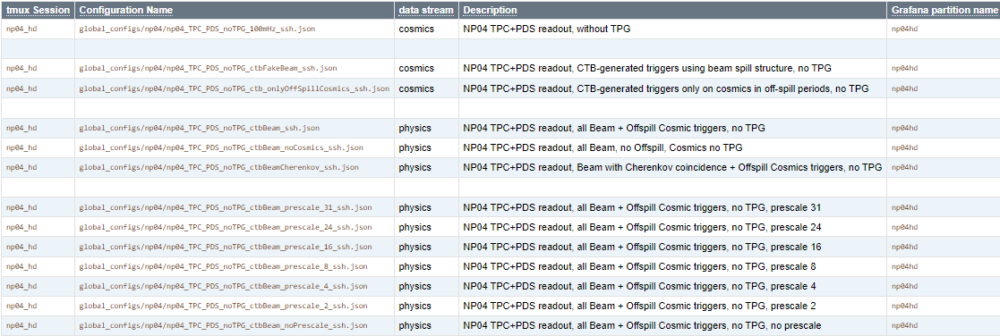 tmux Session Configuration Name data stream Description Grafana partition name
np04_hd global_configs/np04/np04_TPC_PDS_noTPG_100mHz_ssh.json cosmics NP04 TPC+PDS readout, without TPG np04hd
np04_hd global_configs/np04/np04_TPC_PDS_noTPG_ctbFakeBeam_ssh.json cosmics NP04 TPC+PDS readout, CTB-generated triggers using beam spill structure, no TPG np04hd
np04_hd global_configs/np04/np04_TPC_PDS_noTPG_ctb_onlyOffSpillCosmics_ssh.json cosmics NP04 TPC+PDS readout, CTB-generated triggers only on cosmics in off-spill periods, no TPG np04hd
np04_hd global_configs/np04/np04_TPC_PDS_noTPG_ctbBeam_ssh.json physics NP04 TPC+PDS readout, all Beam + Offspill Cosmic triggers, no TPG np04hd
np04_hd global_configs/np04/np04_TPC_PDS_noTPG_ctbBeam_noCosmics_ssh.json physics NP04 TPC+PDS readout, all Beam, no Offspill, Cosmics no TPG np04hd
np04_hd global_configs/np04/np04_TPC_PDS_noTPG_ctbBeamCherenkov_ssh.json physics NP04 TPC+PDS readout, Beam with Cherenkov coincidence + Offspill Cosmics triggers, no TPG np04hd
np04_hd global_configs/np04/np04_TPC_PDS_noTPG_ctbBeam_prescale_31_ssh.json physics NP04 TPC+PDS readout, all Beam + Offspill Cosmic triggers, no TPG, prescale 31 np04hd
np04_hd global_configs/np04/np04_TPC_PDS_noTPG_ctbBeam_prescale_24_ssh.json physics NP04 TPC+PDS readout, all Beam + Offspill Cosmic triggers, no TPG, prescale 24 np04hd
np04_hd global_configs/np04/np04_TPC_PDS_noTPG_ctbBeam_prescale_16_ssh.json physics NP04 TPC+PDS readout, all Beam + Offspill Cosmic triggers, no TPG, prescale 16 np04hd
np04_hd global_configs/np04/np04_TPC_PDS_noTPG_ctbBeam_prescale_8_ssh.json physics NP04 TPC+PDS readout, all Beam + Offspill Cosmic triggers, no TPG, prescale 8 np04hd
np04_hd global_configs/np04/np04_TPC_PDS_noTPG_ctbBeam_prescale_4_ssh.json physics NP04 TPC+PDS readout, all Beam + Offspill Cosmic triggers, no TPG, prescale 4 np04hd
np04_hd global_configs/np04/np04_TPC_PDS_noTPG_ctbBeam_prescale_2_ssh.json physics NP04 TPC+PDS readout, all Beam + Offspill Cosmic triggers, no TPG, prescale 2 np04hd
np04_hd global_configs/np04/np04_TPC_PDS_noTPG_ctbBeam_noPrescale_ssh.json physics NP04 TPC+PDS readout, all Beam + Offspill Cosmic triggers, no TPG, no prescale np04hd